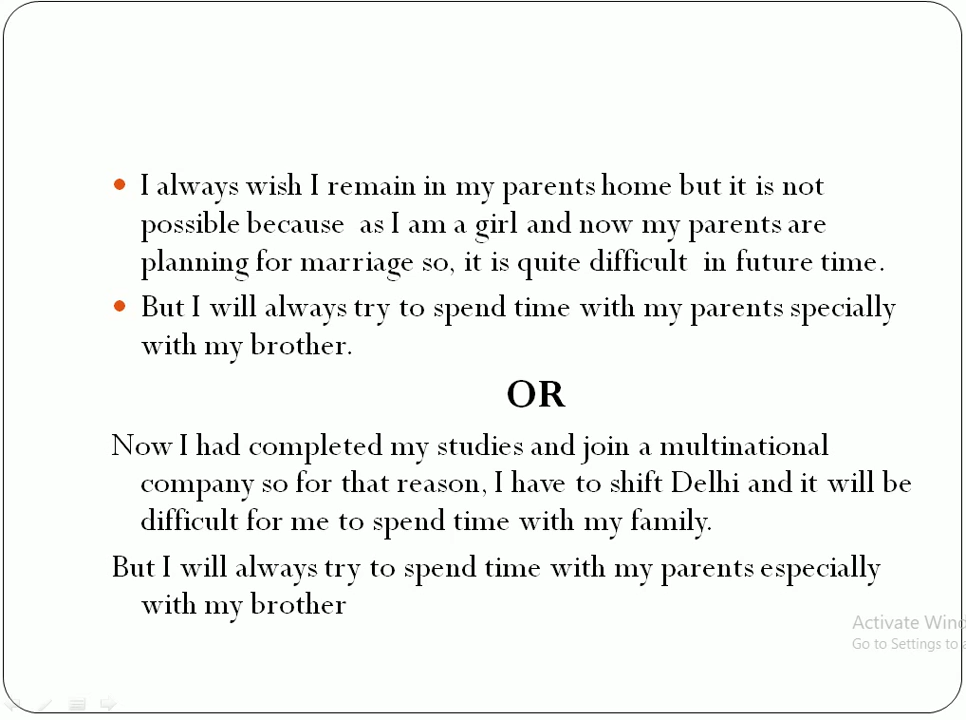 • I always wish I remain in my parents home but it is not
possible because as I am a girl and now my parents are
planning for marriage so, it is quite difficult in future time.
• But I will always try to spend time with my parents specially
with my brother.
OR
Now I had completed my studies and join a multinational
company so for that reason, I have to shift Delhi and it will be
difficult for me to spend time with my family.
But I will always try to spend time with my parents especially
with my brother
Activate Wind
Go to Settings to a